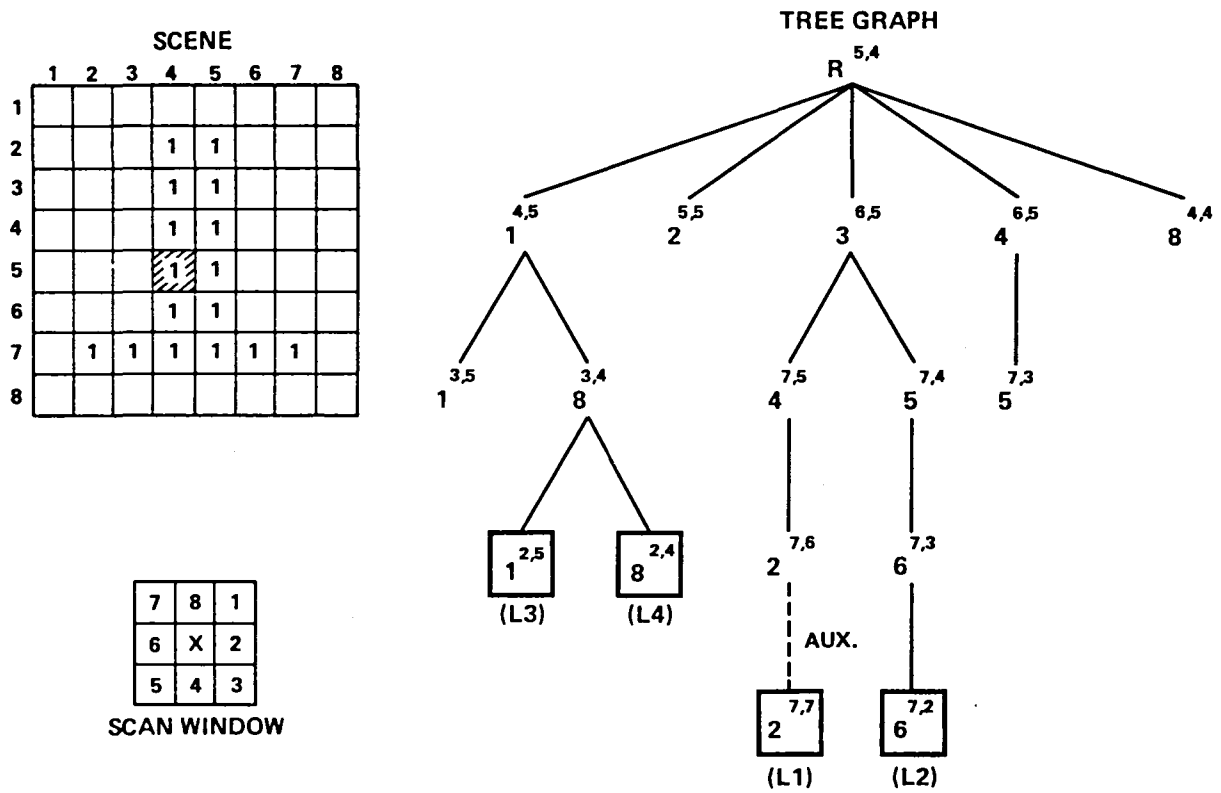 SCENE
1 2 3 4 5 6 7 8
1
2 1 1
3 1 1
4 1 1
5 1 1
6 1 1
7 1 1 1 1 1 1
8
7 8 1
6 X 2
5 4 3
SCAN WINDOW
TREE GRAPH
R 5,4
1 4,5 2 5,5 3 6,5 4 6,5 8 4,4
1 3,5 8 3,4 4 7,5 5 7,4 5 7,3
1 2,5 8 2,4 2 7,6 6 7,3
(L3) (L4)
AUX.
2 7,7 6 7,2
(L1) (L2)